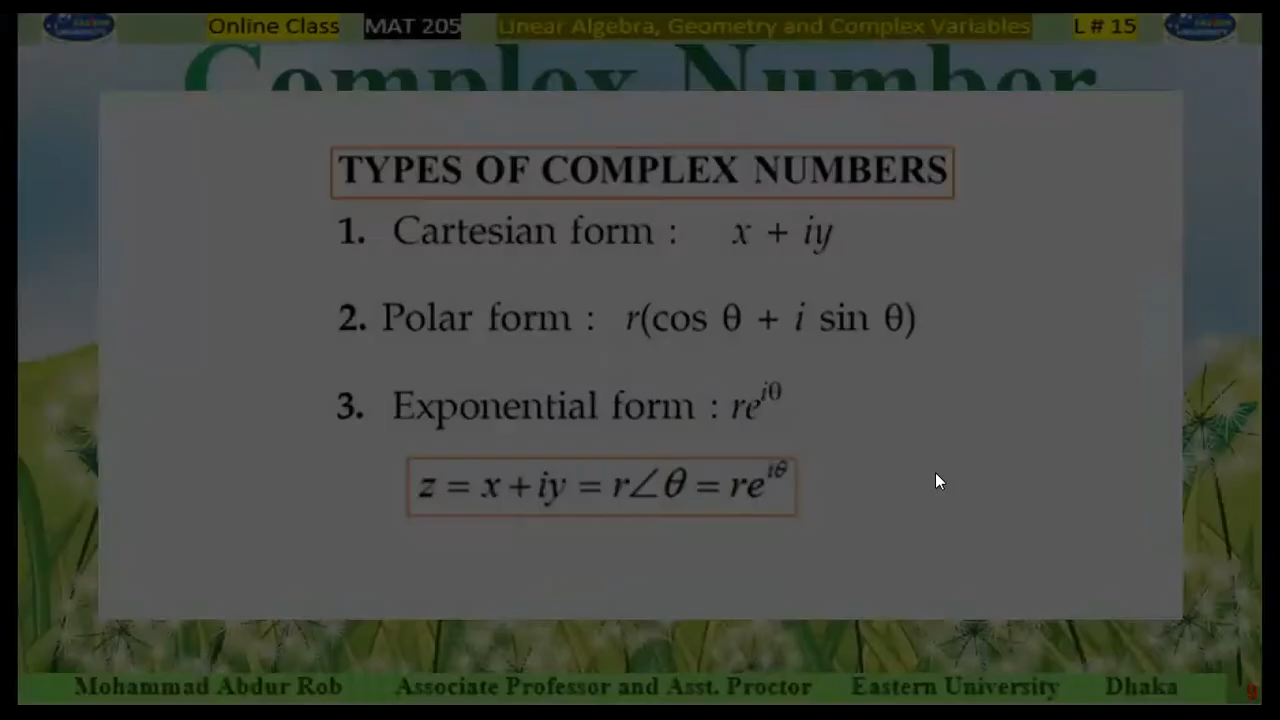 Online Class MAT 205 Linear Algebra, Geometry and Complex Variables L # 15
Complex Number
TYPES OF COMPLEX NUMBERS
1. Cartesian form : x + iy
2. Polar form : r(cos θ + i sin θ)
3. Exponential form : re^{iθ}
z = x + iy = r∠θ = re^{iθ}
Mohammad Abdur Rob Associate Professor and Asst. Proctor Eastern University Dhaka 9